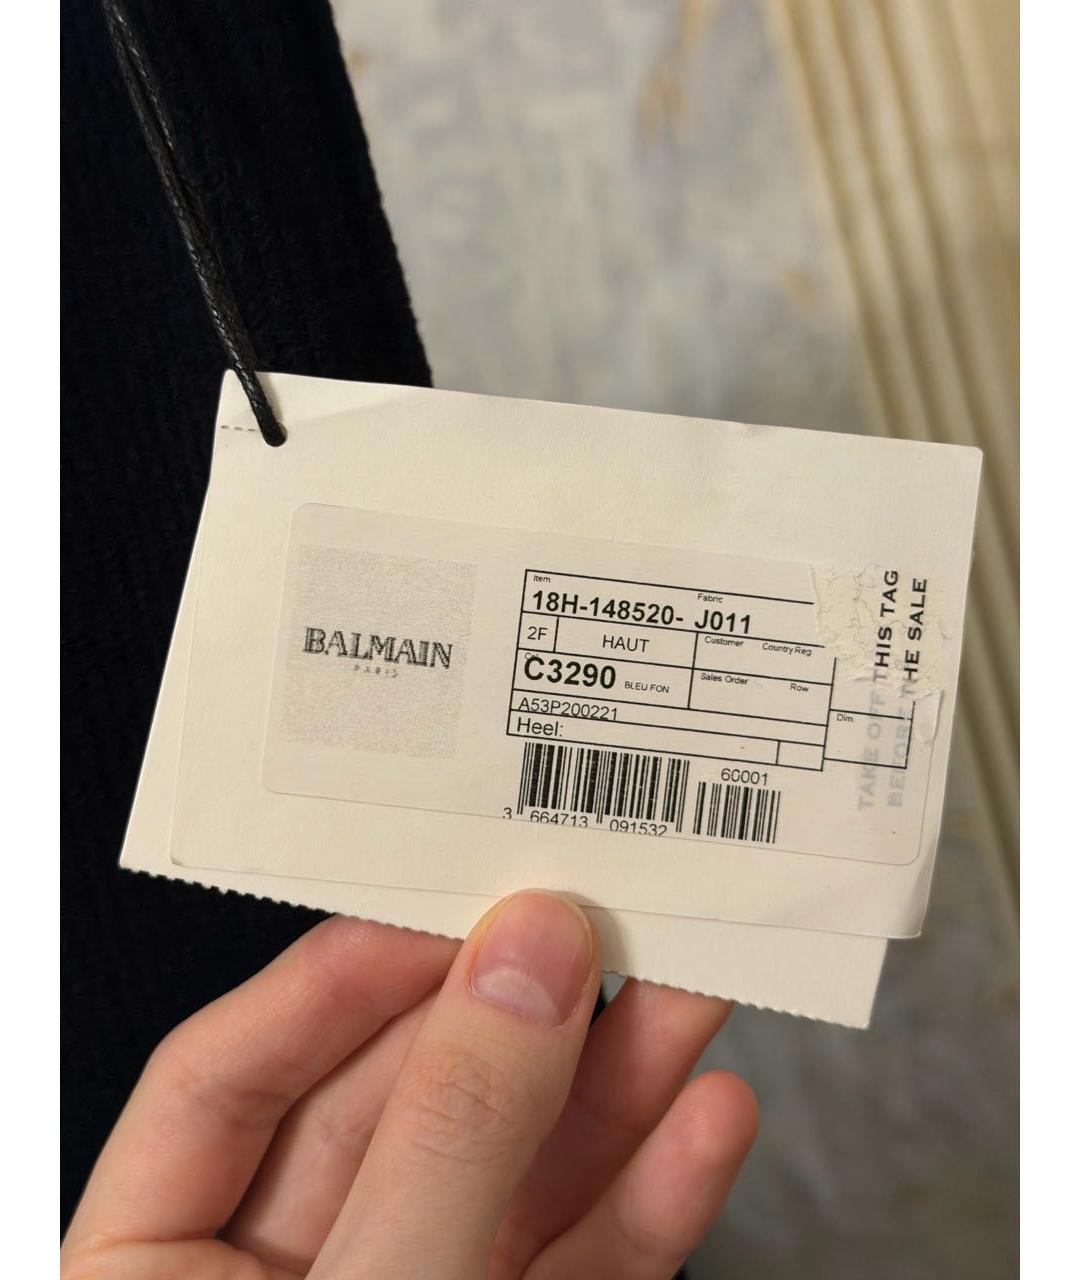 BALMAIN
PARIS
Item
Fabric
18H-148520- J011
2F
HAUT
Customer
Country Reg
Col
C3290
BLEU FON
Sales Order
Row
A53P200221
Dim.
Heel:
60001
3 664713 091532
TAKE OFF THIS TAG
BEFORE THE SALE